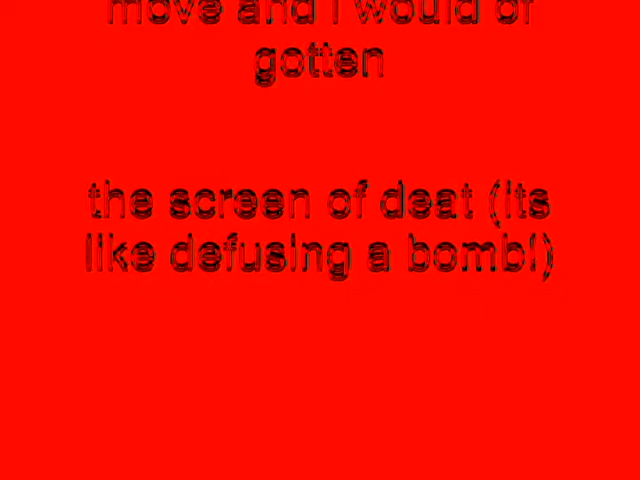 move and i would of
gotten
the screen of deat (its
like defusing a bomb!)